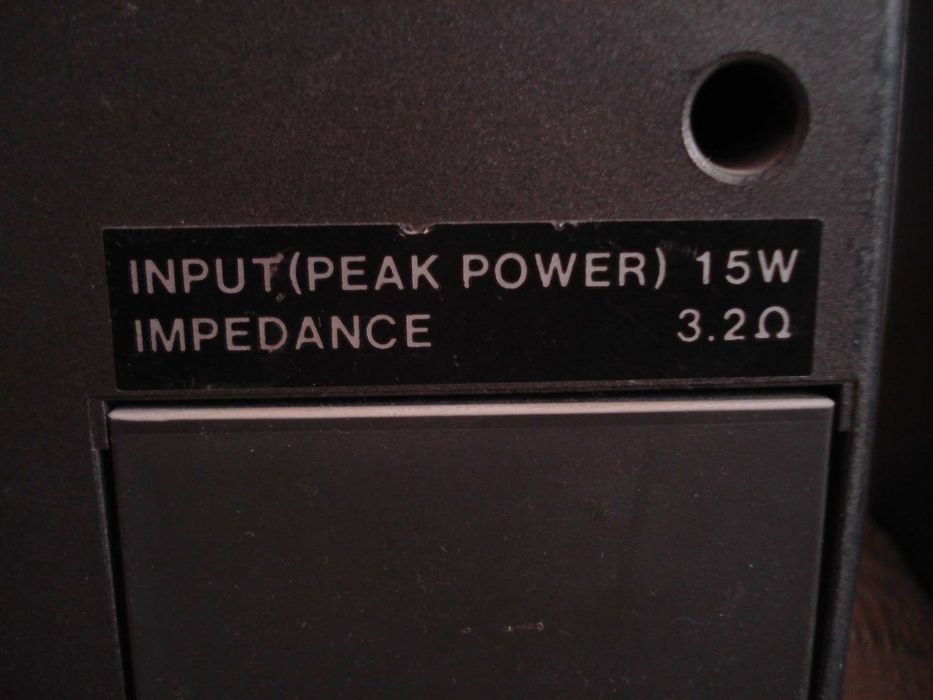 INPUT(PEAK POWER) 15W
IMPEDANCE 3.2Ω